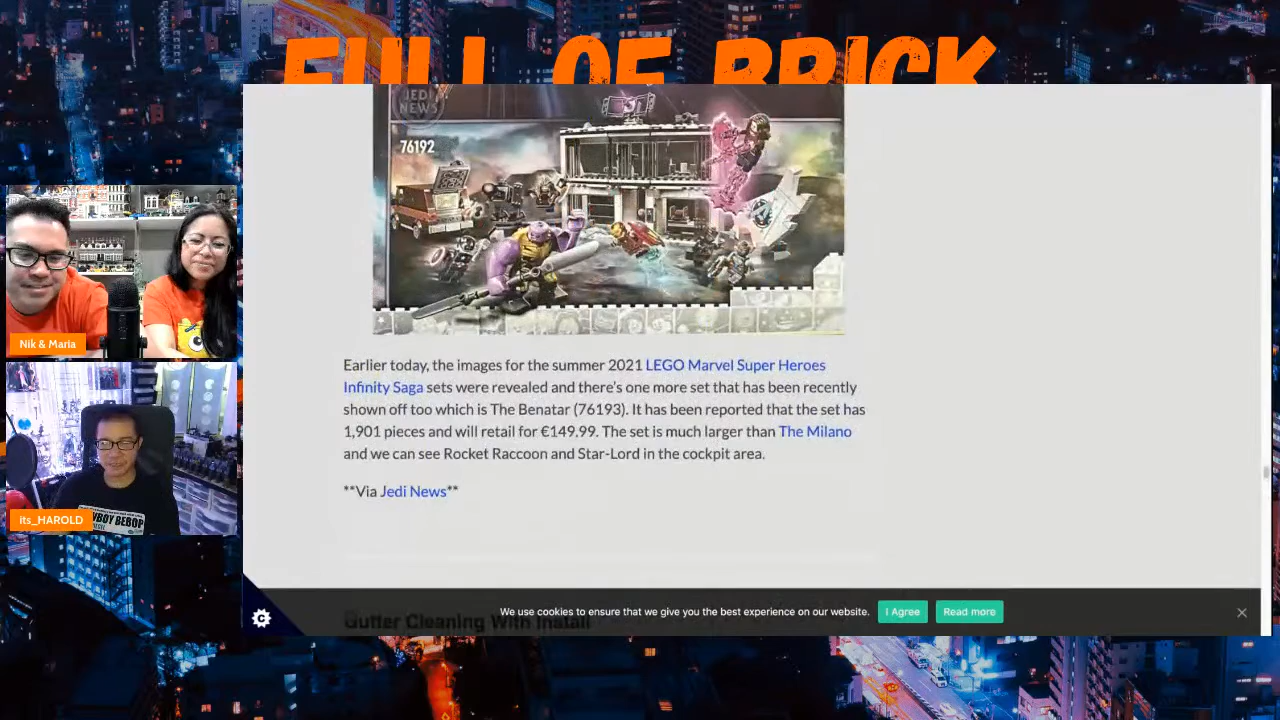 FULL OF BRICK
JEDI
NEWS
76192
Earlier today, the images for the summer 2021 LEGO Marvel Super Heroes
Infinity Saga sets were revealed and there's one more set that has been recently
shown off too which is The Benatar (76193). It has been reported that the set has
1,901 pieces and will retail for €149.99. The set is much larger than The Milano
and we can see Rocket Raccoon and Star-Lord in the cockpit area.
**Via Jedi News**
Nik & Marla
BEBOP
its_HAROLD
We use cookies to ensure that we give you the best experience on our website. I Agree Read more
Gutter Cleaning With Install